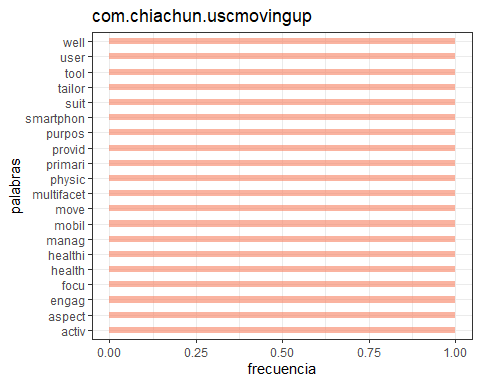 com.chiachun.uscmovingup
well
user
tool
tailor
suit
smartphon
purpos
provid
primari
physic
multifacet
move
mobil
manag
healthi
health
focu
engag
aspect
activ
palabras
0.00 0.25 0.50 0.75 1.00
frecuencia